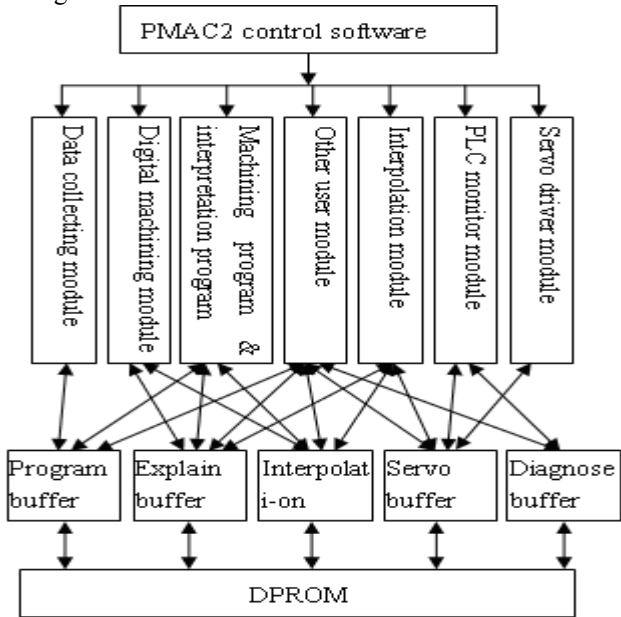 PMAC2 control software
Data collecting module
Digital machining module
Machining program &
interpretation program
Other user module
Interpolation module
PLC monitor module
Servo driver module
Program
buffer
Explain
buffer
Interpolat
i-on
Servo
buffer
Diagnose
buffer
DPROM